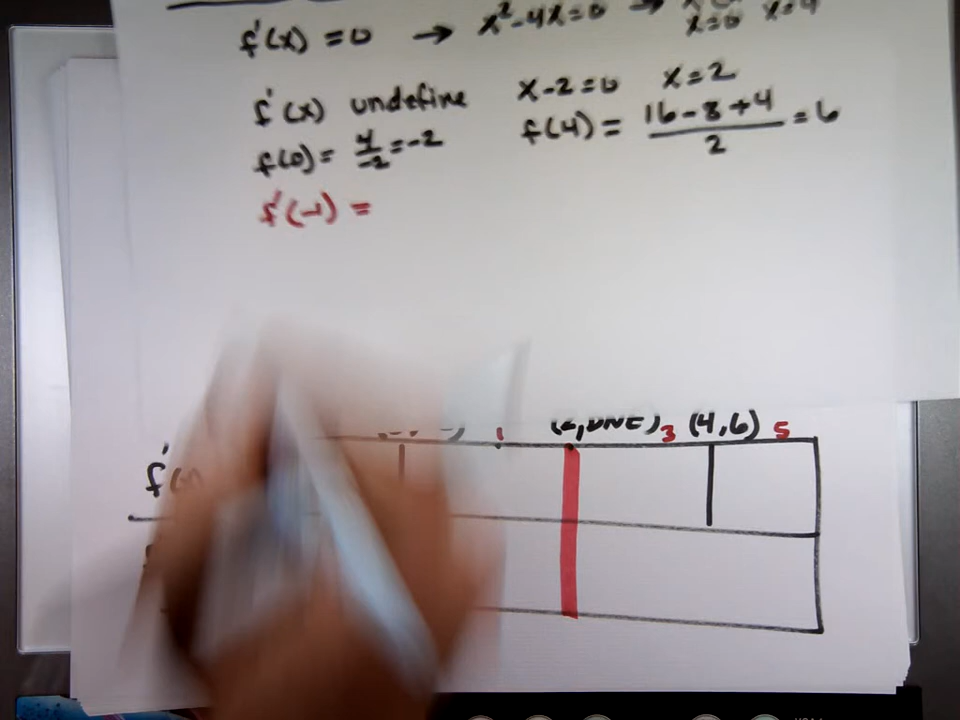 f'(x) = 0 → x²-4x=0 → x=0 x=4
f'(x) undefine x-2=0 x=2
f(0)= 4/-2 =-2 f(4)= 16-8+4/2 =6
f'(-1) =
1 (2,DNE) 3 (4,6) 5